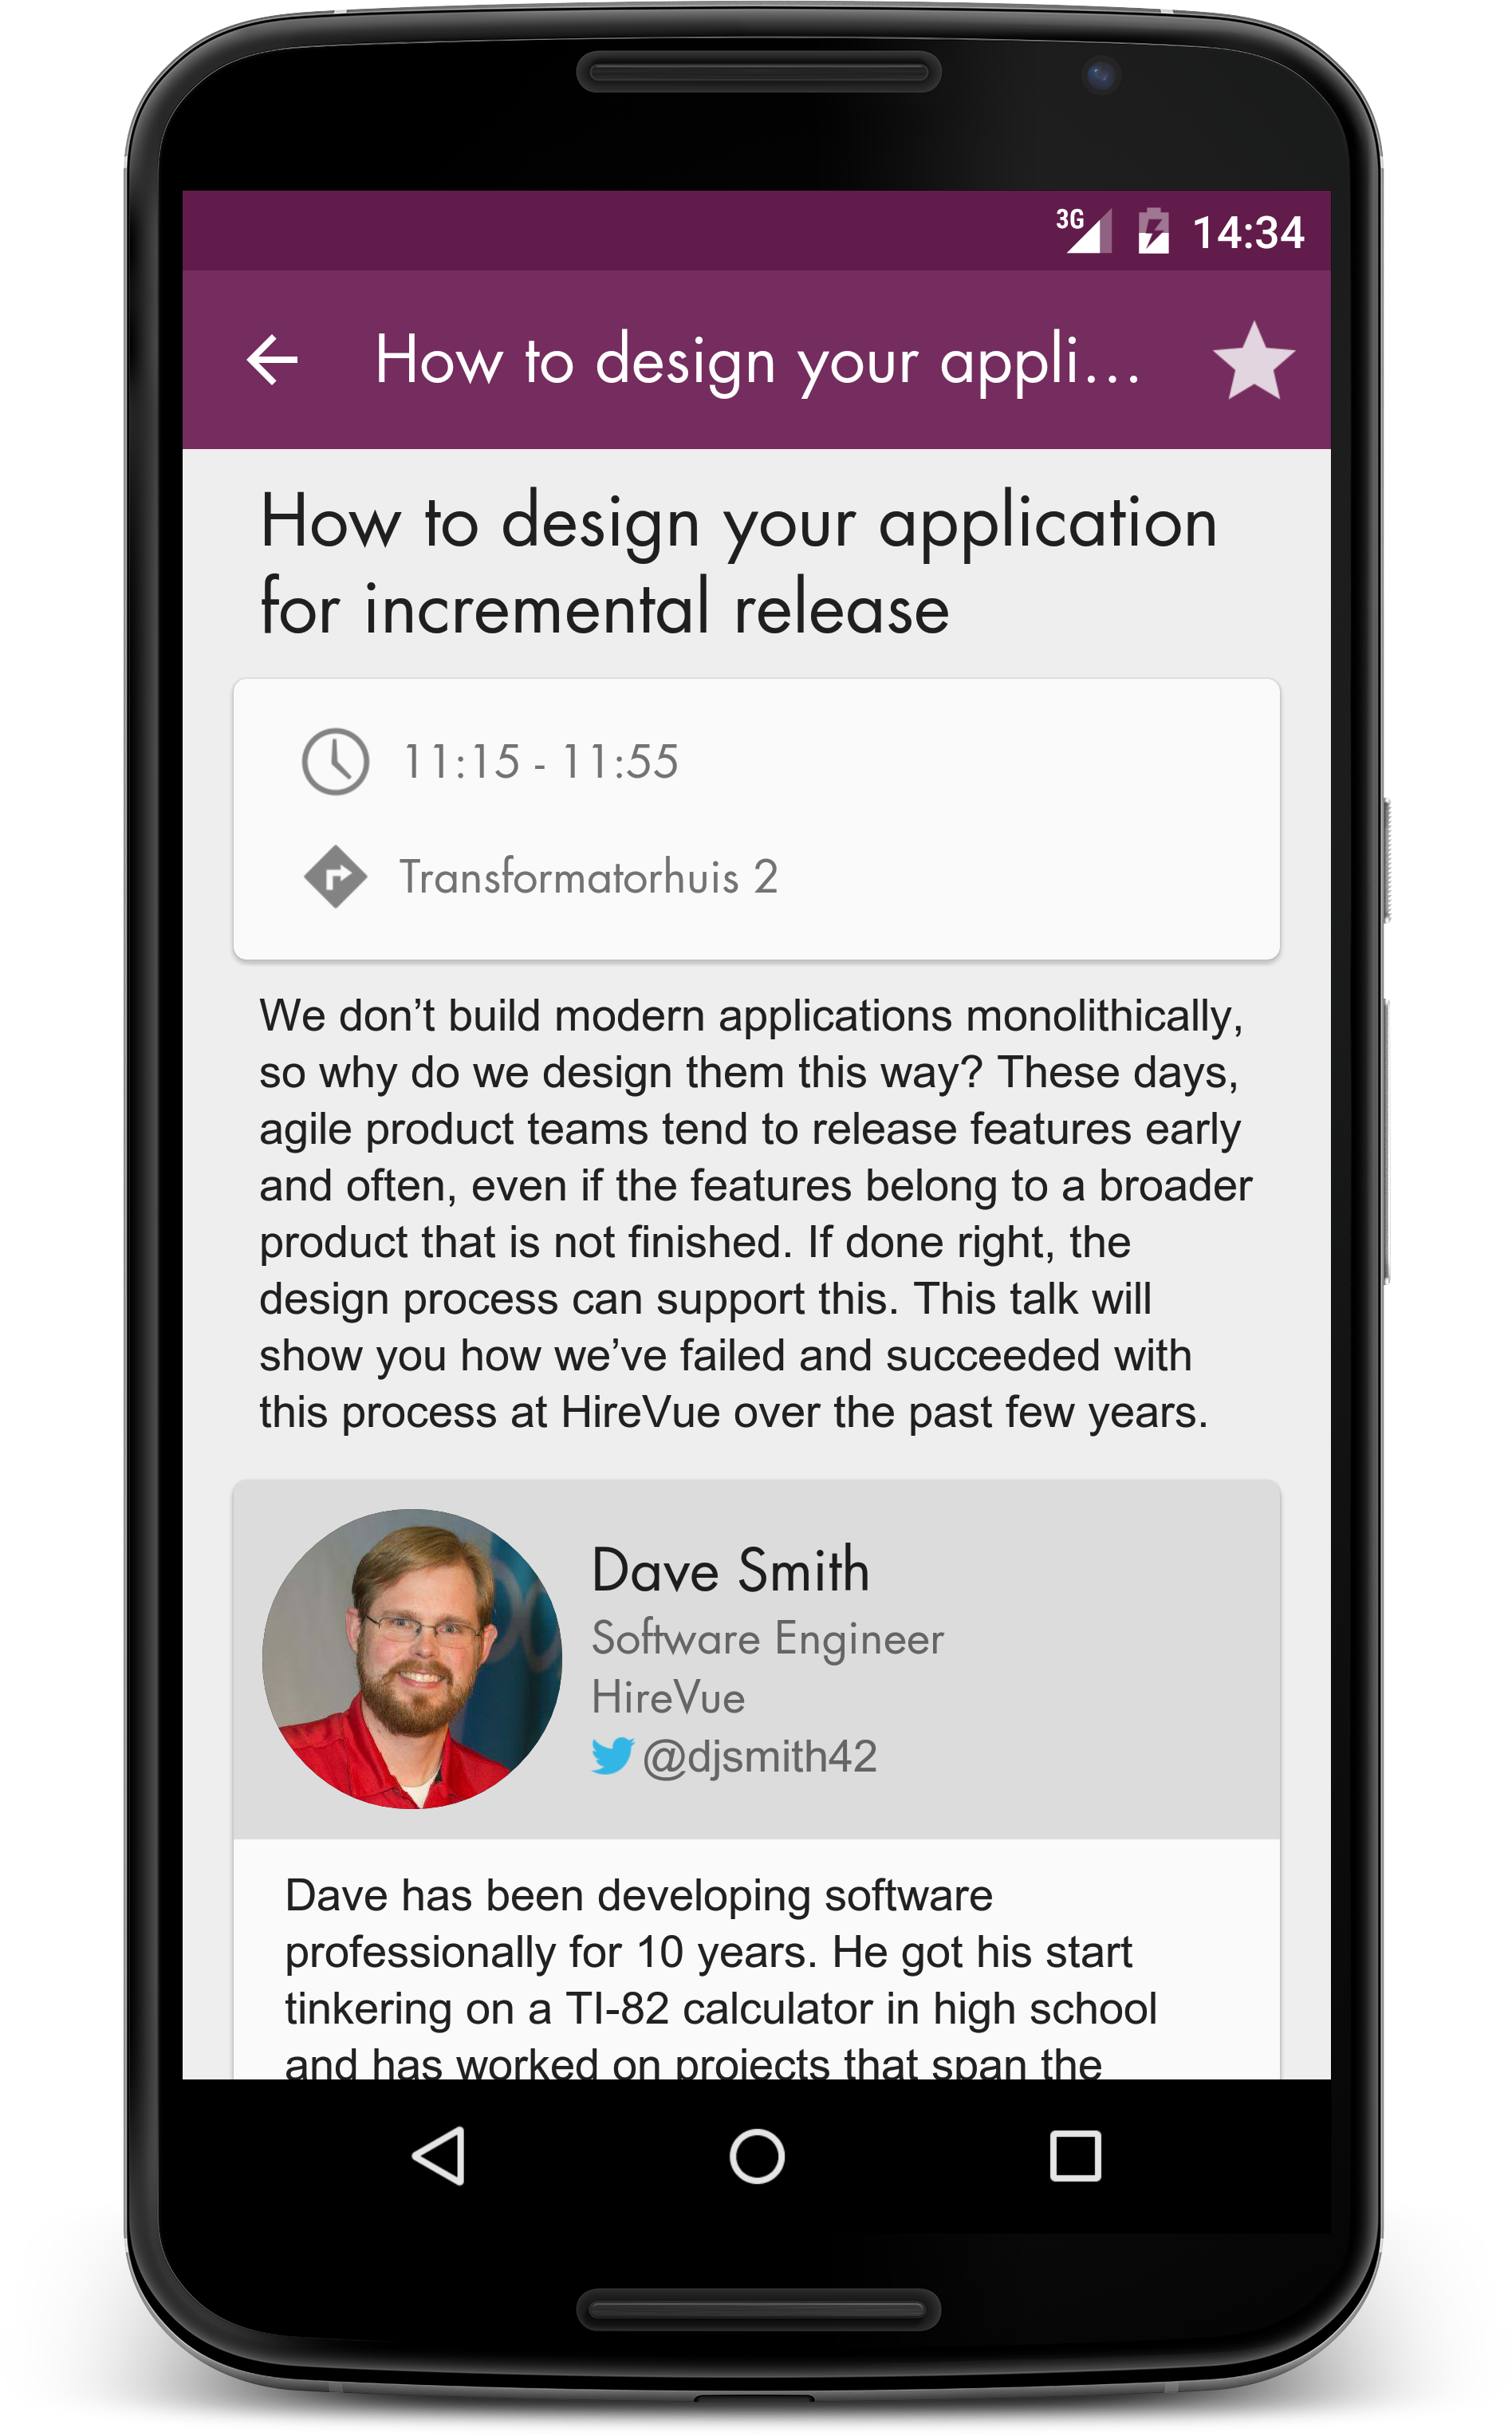 3G 14:34
How to design your appli...
How to design your application
for incremental release
11:15 - 11:55
Transformatorhuis 2
We don’t build modern applications monolithically,
so why do we design them this way? These days,
agile product teams tend to release features early
and often, even if the features belong to a broader
product that is not finished. If done right, the
design process can support this. This talk will
show you how we’ve failed and succeeded with
this process at HireVue over the past few years.
Dave Smith
Software Engineer
HireVue
@djsmith42
Dave has been developing software
professionally for 10 years. He got his start
tinkering on a TI-82 calculator in high school
and has worked on projects that span the